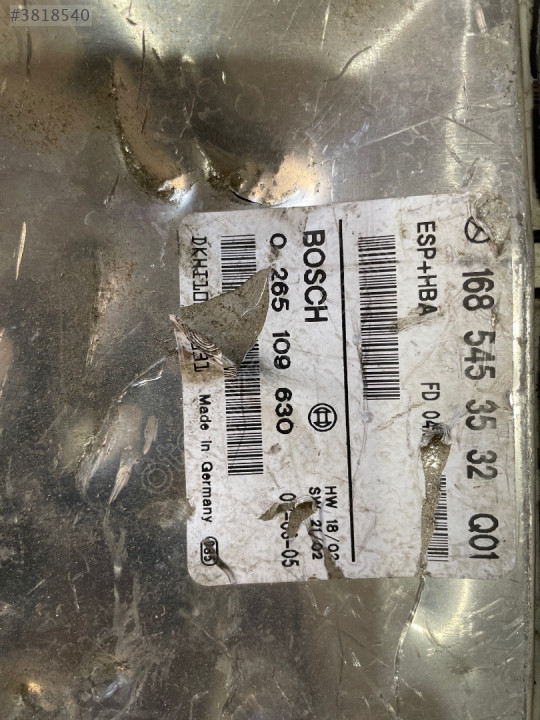 #3818540
168 545 35 32 Q01
ESP+HBA FD 04
BOSCH
0 265 109 630
HW 18/02
SW 21/02
-05
Made in Germany